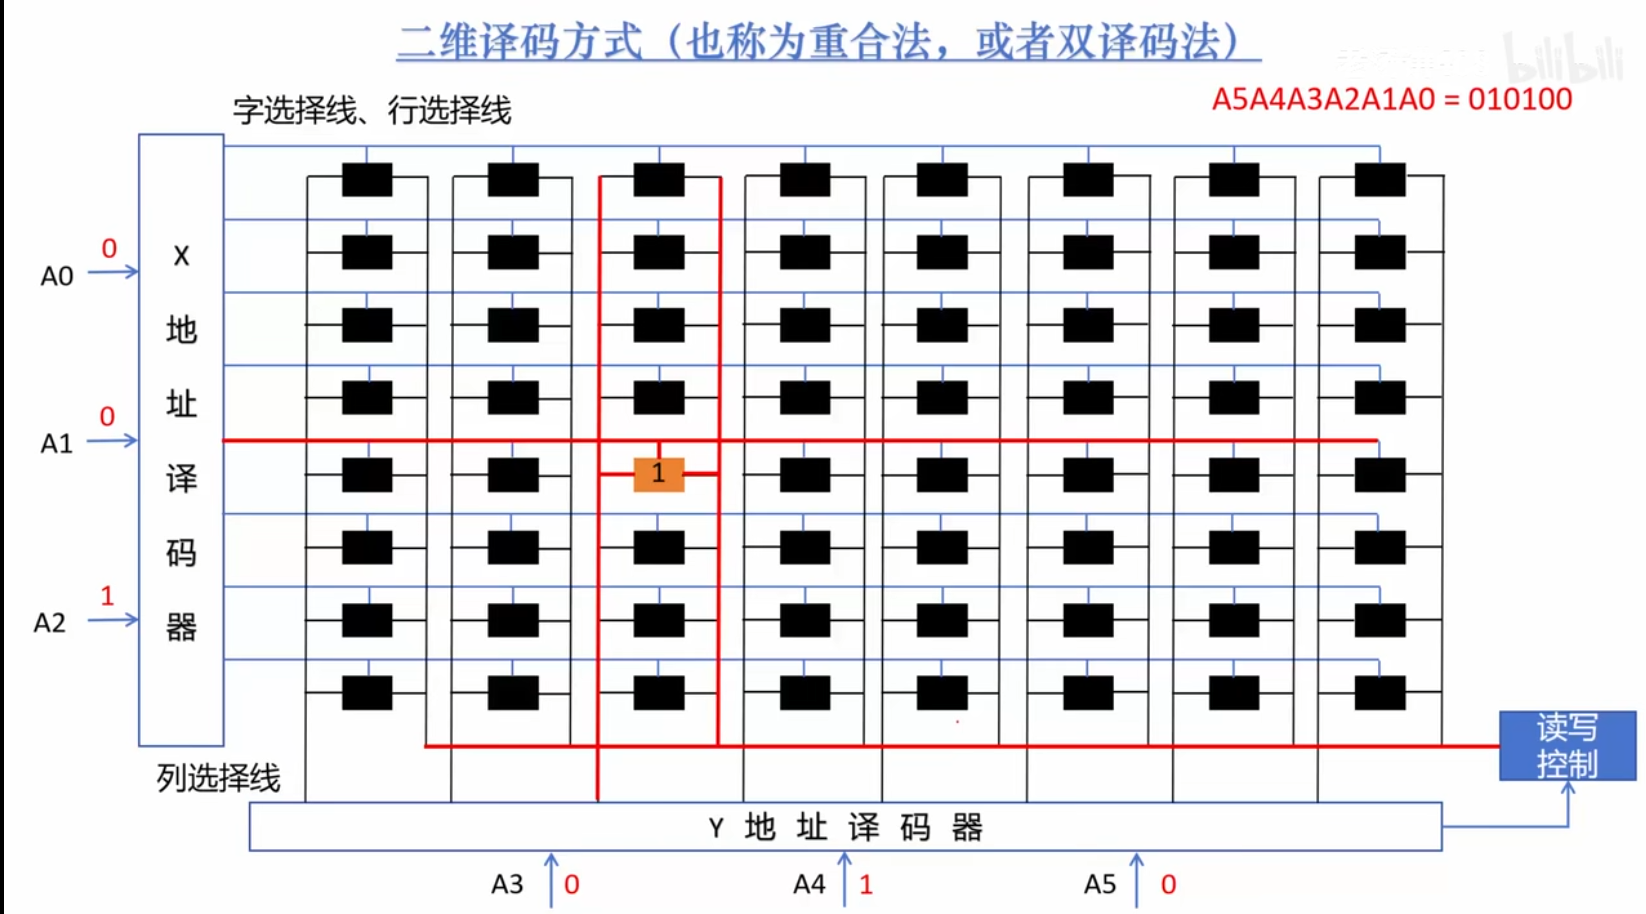 二维译码方式（也称为重合法，或者双译码法）
bilibili
A5A4A3A2A1A0 = 010100
字选择线、行选择线
X
地
址
译
码
器
0
A0
0
A1
1
A2
1
读写
控制
列选择线
Y 地 址 译 码 器
A3 0
A4 1
A5 0